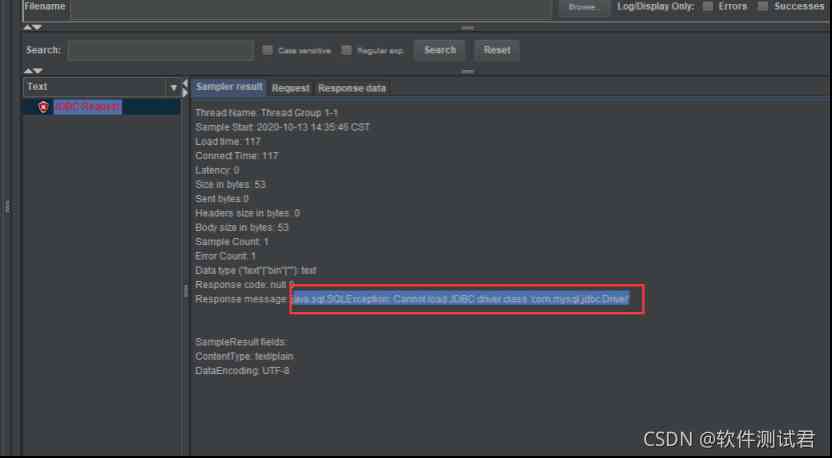 Filename Browse... Log/Display Only: Errors Successes
Search: Case sensitive Regular exp. Search Reset
Text
Sampler result Request Response data
JDBC Request
Thread Name: Thread Group 1-1
Sample Start: 2020-10-13 14:35:46 CST
Load time: 117
Connect Time: 117
Latency: 0
Size in bytes: 53
Sent bytes:0
Headers size in bytes: 0
Body size in bytes: 53
Sample Count: 1
Error Count: 1
Data type ("text"|"bin"|""): text
Response code: null 0
Response message: java.sql.SQLException: Cannot load JDBC driver class 'com.mysql.jdbc.Driver'
SampleResult fields:
ContentType: text/plain
DataEncoding: UTF-8
CSDN @软件测试君